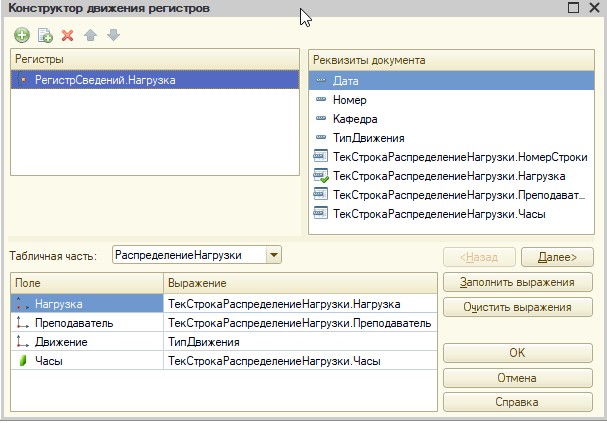 Конструктор движения регистров
Регистры
РегистрСведений.Нагрузка
Реквизиты документа
Дата
Номер
Кафедра
ТипДвижения
ТекСтрокаРаспределениеНагрузки.НомерСтроки
ТекСтрокаРаспределениеНагрузки.Нагрузка
ТекСтрокаРаспределениеНагрузки.Преподават...
ТекСтрокаРаспределениеНагрузки.Часы
Табличная часть: РаспределениеНагрузки
<Назад Далее>
Поле Выражение
Нагрузка ТекСтрокаРаспределениеНагрузки.Нагрузка
Преподаватель ТекСтрокаРаспределениеНагрузки.Преподаватель
Движение ТипДвижения
Часы ТекСтрокаРаспределениеНагрузки.Часы
Заполнить выражения
Очистить выражения
OK
Отмена
Справка